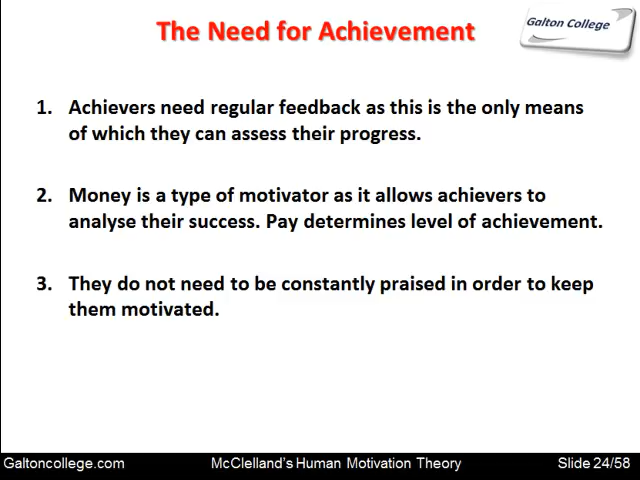 The Need for Achievement
Galton College
1. Achievers need regular feedback as this is the only means
of which they can assess their progress.
2. Money is a type of motivator as it allows achievers to
analyse their success. Pay determines level of achievement.
3. They do not need to be constantly praised in order to keep
them motivated.
Galtoncollege.com McClelland's Human Motivation Theory Slide 24/58